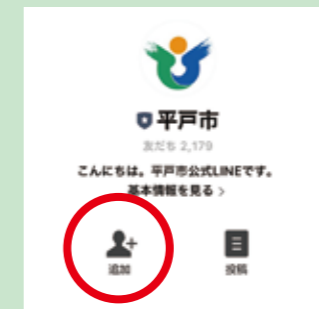 平戸市
友だち 2,179
こんにちは。平戸市公式LINEです。
基本情報を見る >
追加
投稿